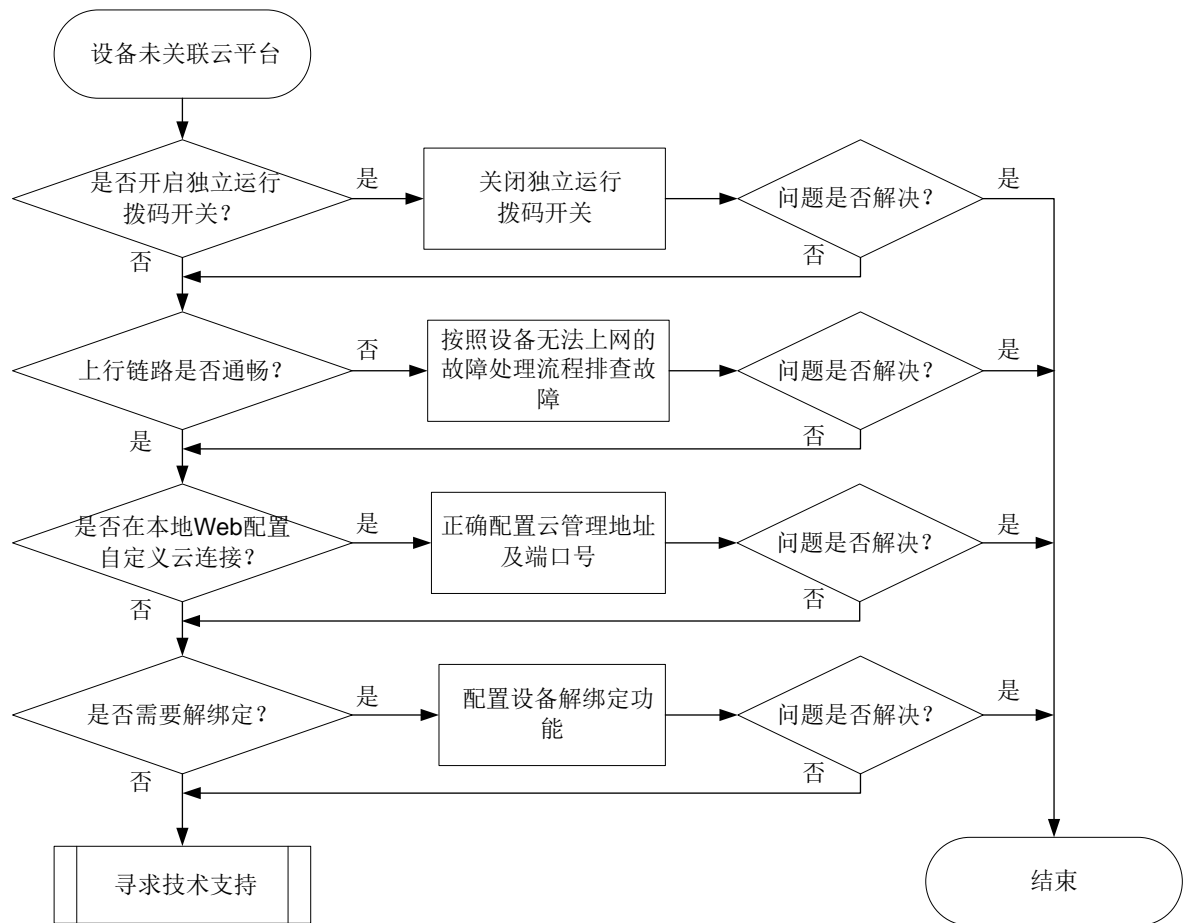 设备未关联云平台
是否开启独立运行
拨码开关？
是
关闭独立运行
拨码开关
问题是否解决？
是
否
否
上行链路是否通畅？
否
按照设备无法上网的
故障处理流程排查故
障
问题是否解决？
是
是
否
是否在本地Web配置
自定义云连接？
是
正确配置云管理地址
及端口号
问题是否解决？
是
否
否
是否需要解绑定？
是
配置设备解绑定功
能
问题是否解决？
是
否
否
寻求技术支持
结束